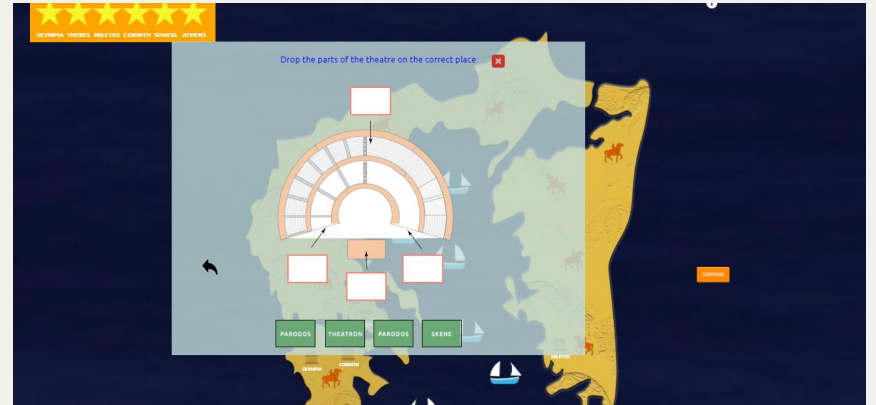 OLYMPIA THEBES MILETUS CORINTH SPARTA ATHENS
Drop the parts of the theatre on the correct place
CONTINUE
PARODOS THEATRON PARODOS SKENE
MILETUS
OLYMPIA CORINTH